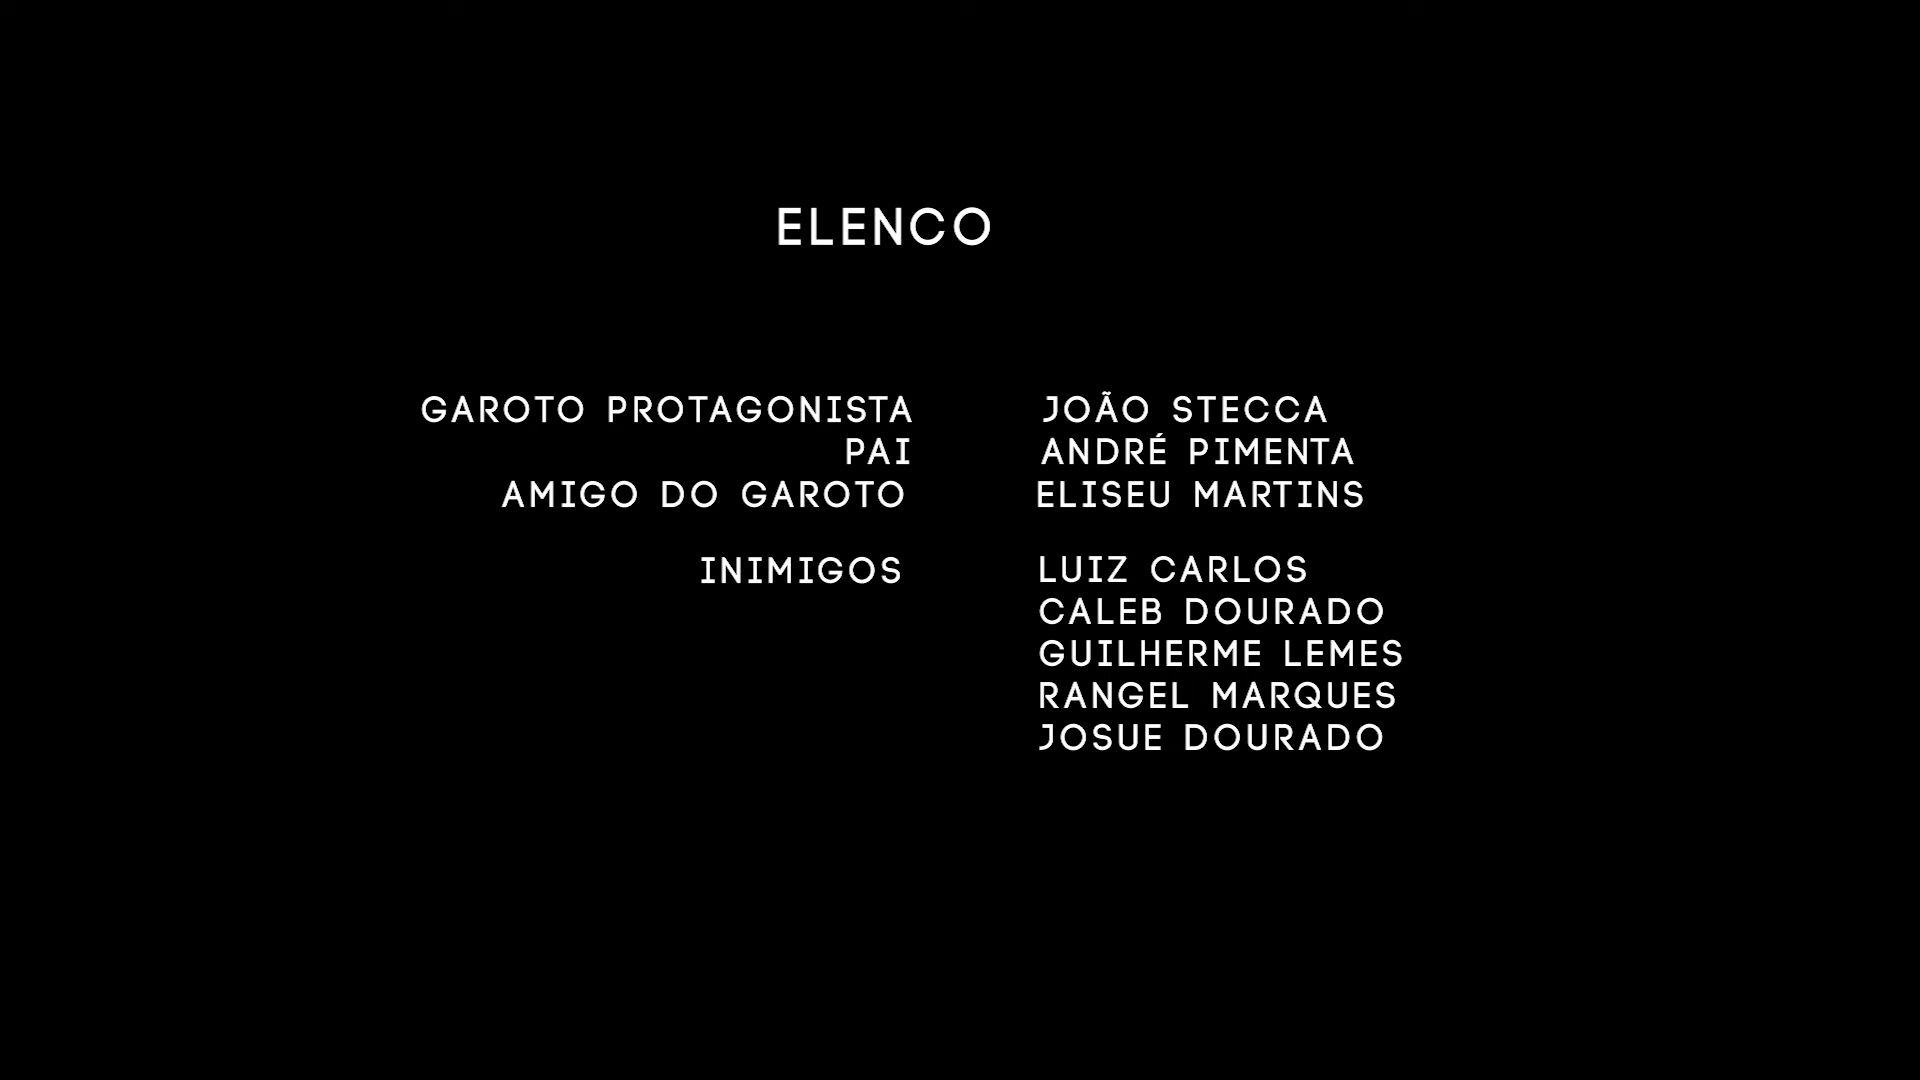 ELENCO
GAROTO PROTAGONISTA JOÃO STECCA
PAI ANDRÉ PIMENTA
AMIGO DO GAROTO ELISEU MARTINS
INIMIGOS LUIZ CARLOS
CALEB DOURADO
GUILHERME LEMES
RANGEL MARQUES
JOSUE DOURADO